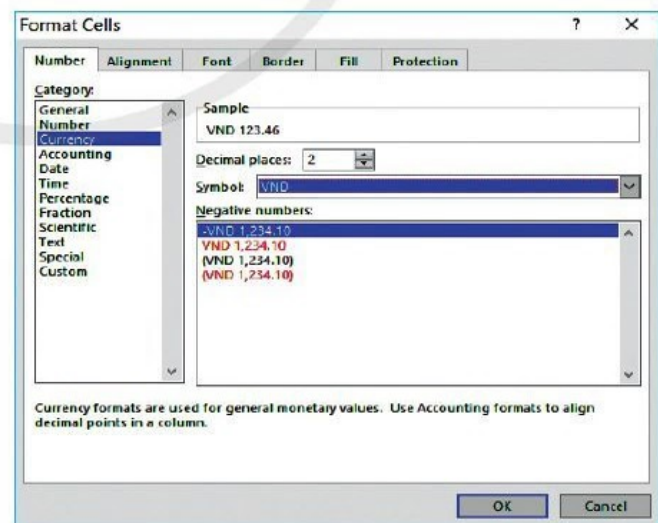 Format Cells ? ×
Number Alignment Font Border Fill Protection
Category:
General
Number
Currency
Accounting
Date
Time
Percentage
Fraction
Scientific
Text
Special
Custom
Sample
VND 123.46
Decimal places: 2
Symbol: VND
Negative numbers:
-VND 1,234.10
VND 1,234.10
(VND 1,234.10)
(VND 1,234.10)
Currency formats are used for general monetary values. Use Accounting formats to align
decimal points in a column.
OK Cancel